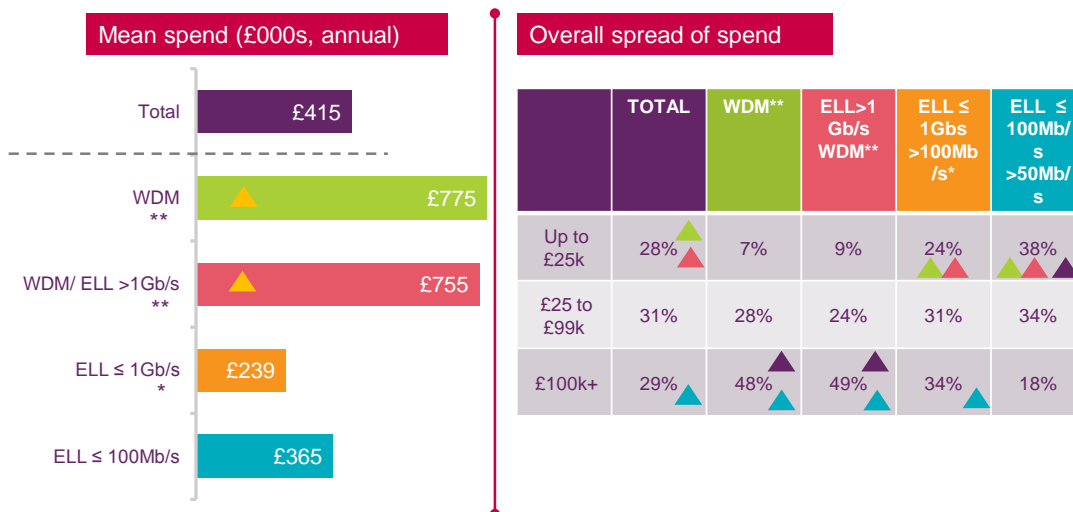 Mean spend (£000s, annual)
Total
£415
WDM
**
£775
WDM/ ELL >1Gb/s
**
£755
ELL ≤ 1Gb/s
*
£239
ELL ≤ 100Mb/s
£365
Overall spread of spend
TOTAL
WDM**
ELL>1
Gb/s
WDM**
ELL ≤
1Gbs
>100Mb
/s*
ELL ≤
100Mb/
s
>50Mb/
s
Up to
£25k
28%
7%
9%
24%
38%
£25 to
£99k
31%
28%
24%
31%
34%
£100k+
29%
48%
49%
34%
18%